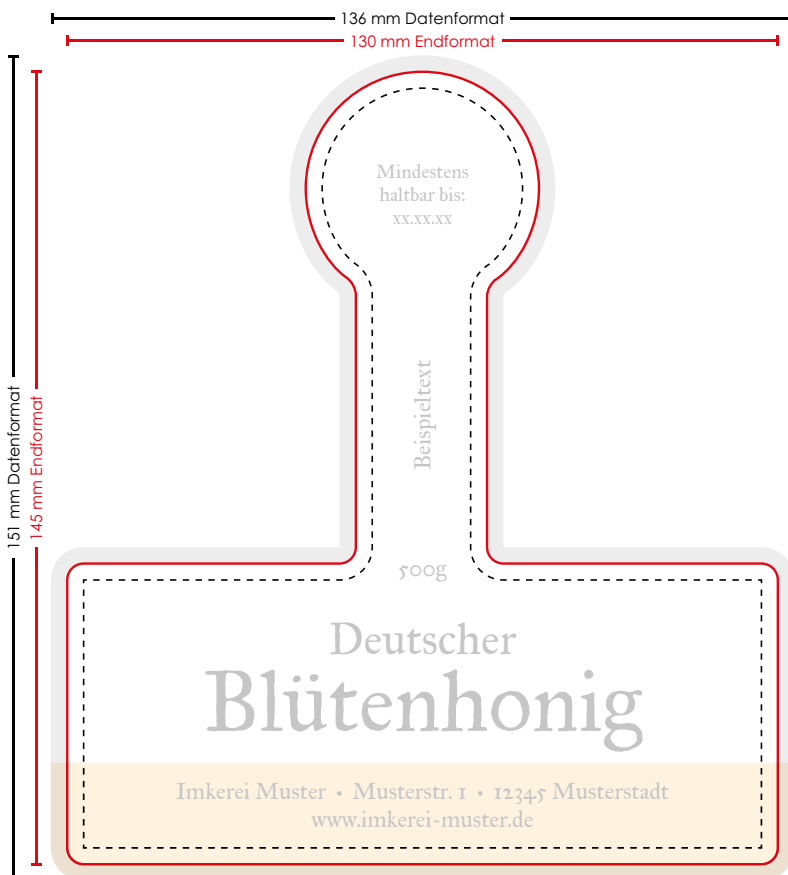 136 mm Datenformat
130 mm Endformat
151 mm Datenformat
145 mm Endformat
Mindestens
haltbar bis:
xx.xx.xx
Beispieltext
500g
Deutscher
Blütenhonig
Imkerei Muster • Musterstr. 1 • 12345 Musterstadt
www.imkerei-muster.de